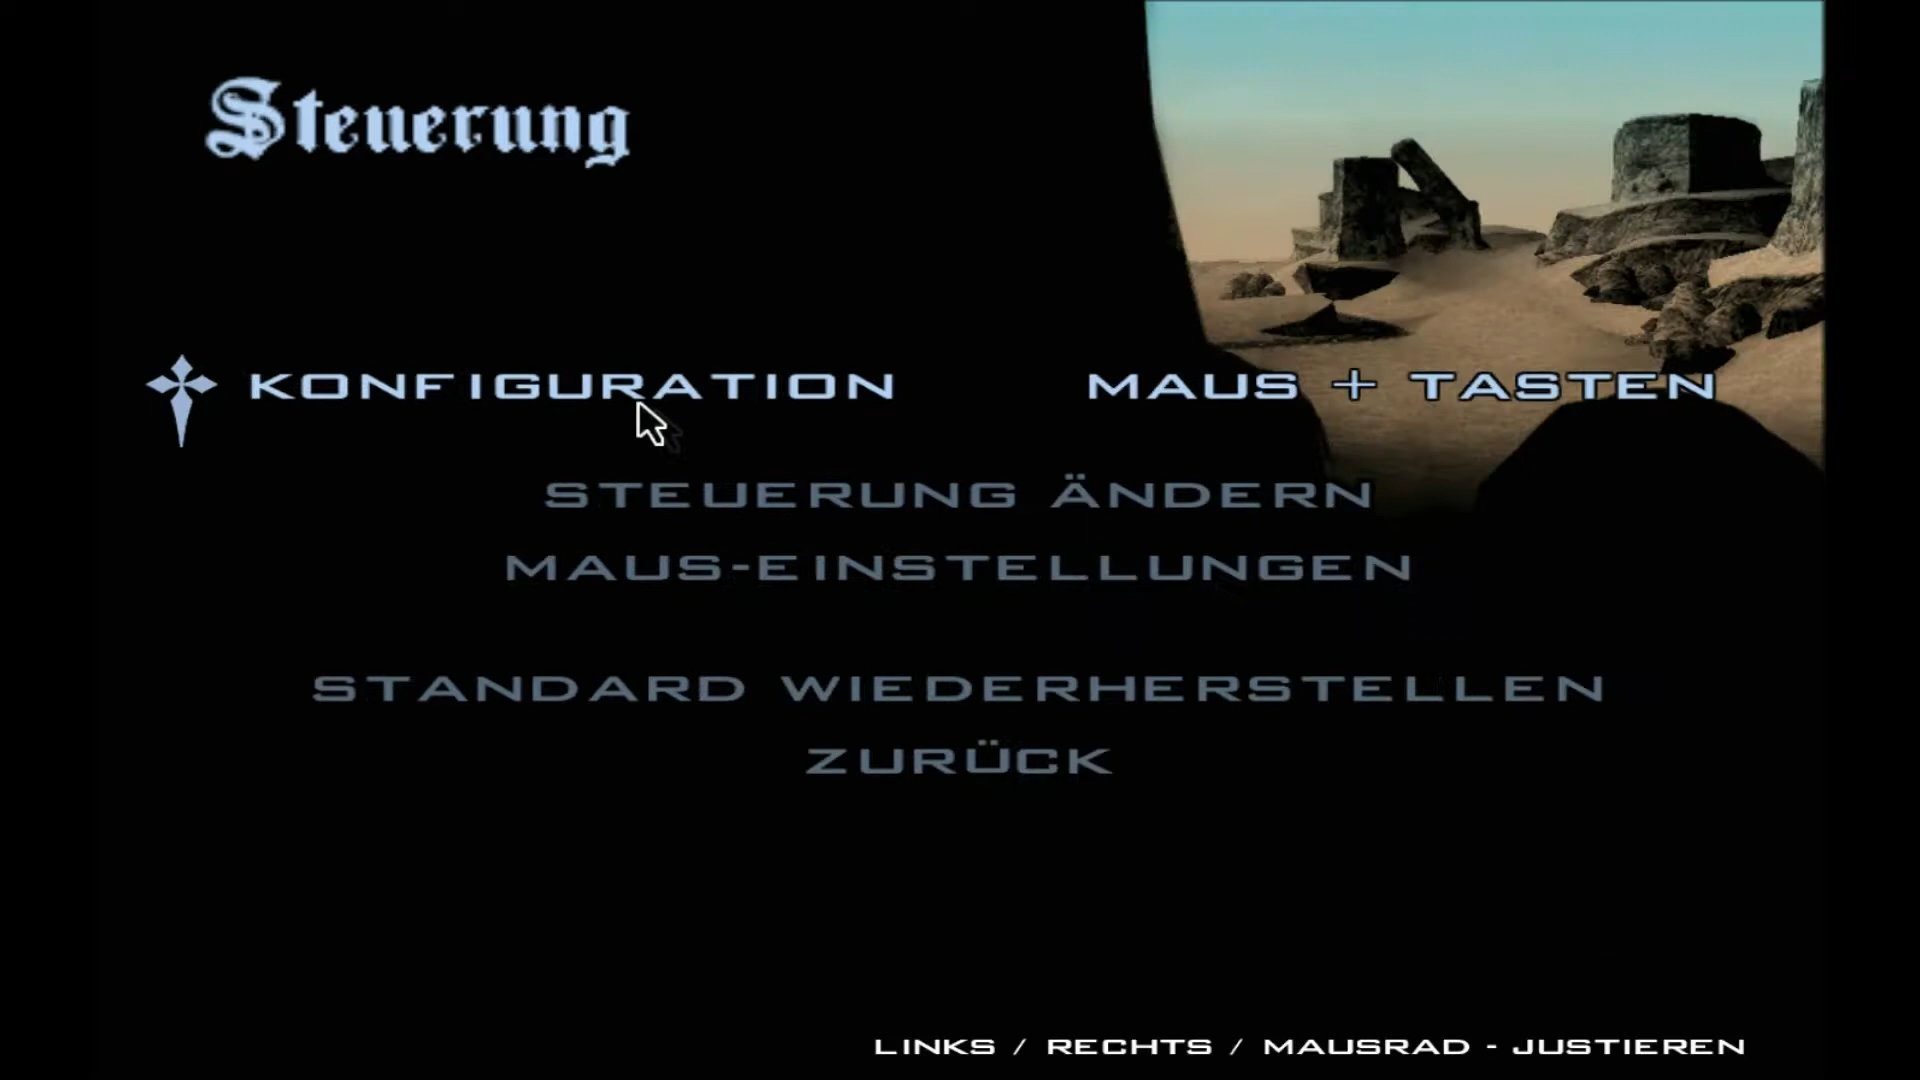 Steuerung
KONFIGURATION MAUS + TASTEN
STEUERUNG ÄNDERN
MAUS-EINSTELLUNGEN
STANDARD WIEDERHERSTELLEN
ZURÜCK
LINKS / RECHTS / MAUSRAD - JUSTIEREN